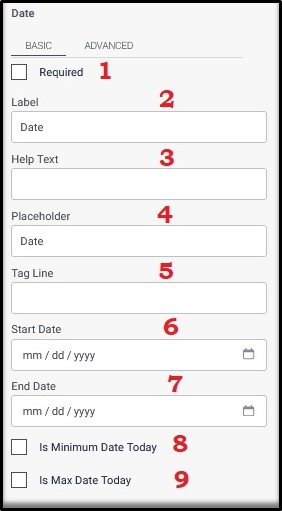 Date
BASIC ADVANCED
Required 1
Label 2
Date
Help Text 3
Placeholder 4
Date
Tag Line 5
Start Date 6
mm / dd / yyyy
End Date 7
mm / dd / yyyy
Is Minimum Date Today 8
Is Max Date Today 9